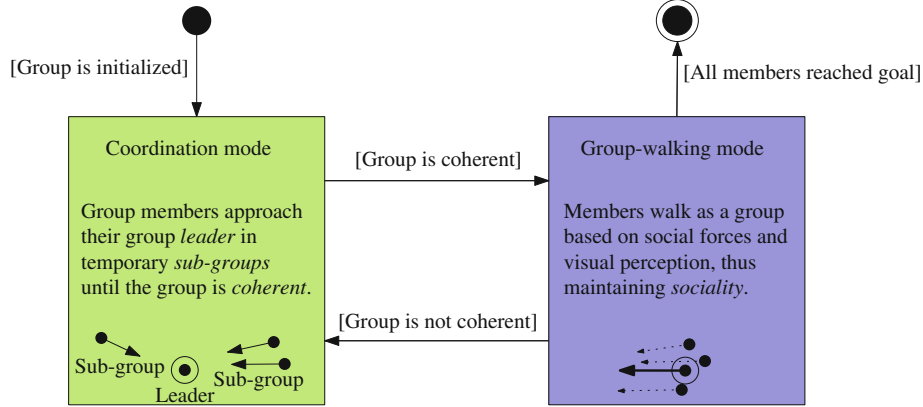 [Group is initialized]
[All members reached goal]
Coordination mode
Group members approach
their group leader in
temporary sub-groups
until the group is coherent.
Sub-group
Leader
Sub-group
[Group is coherent]
[Group is not coherent]
Group-walking mode
Members walk as a group
based on social forces and
visual perception, thus
maintaining sociality.